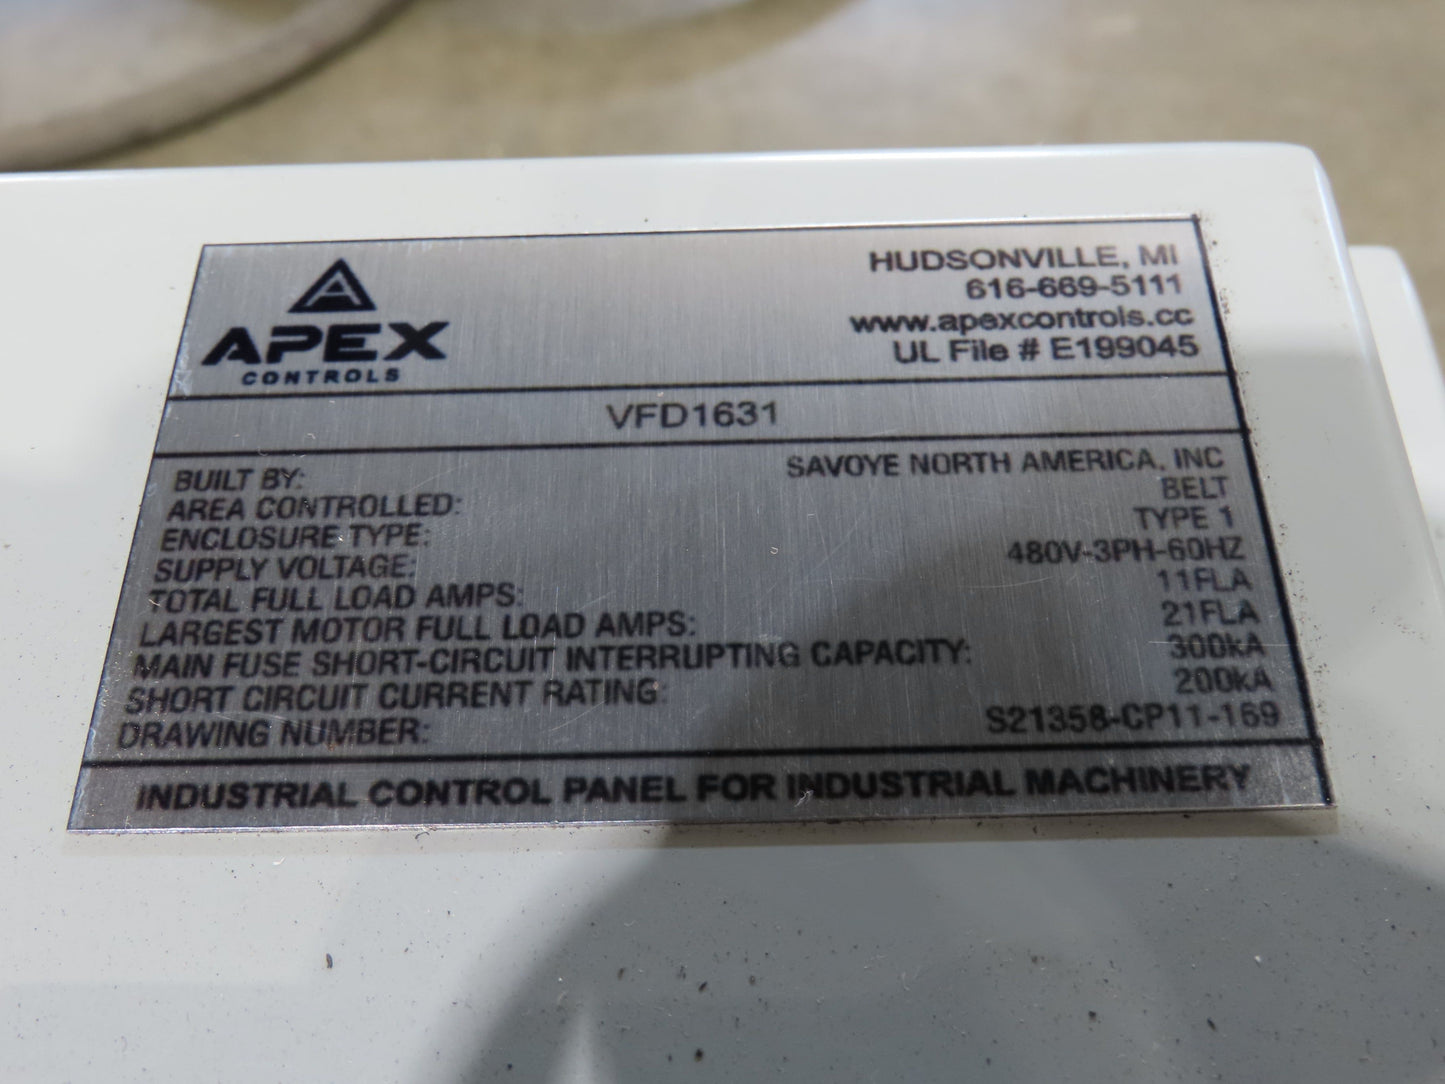 A
APEX
CONTROLS
HUDSONVILLE, MI
616-669-5111
www.apexcontrols.cc
UL File # E199045
VFD1631
BUILT BY: SAVOYE NORTH AMERICA, INC
AREA CONTROLLED: BELT
ENCLOSURE TYPE: TYPE 1
SUPPLY VOLTAGE: 480V-3PH-60HZ
TOTAL FULL LOAD AMPS: 11FLA
LARGEST MOTOR FULL LOAD AMPS: 21FLA
MAIN FUSE SHORT-CIRCUIT INTERRUPTING CAPACITY: 300kA
SHORT CIRCUIT CURRENT RATING: 200kA
DRAWING NUMBER: S21358-CP11-169
INDUSTRIAL CONTROL PANEL FOR INDUSTRIAL MACHINERY